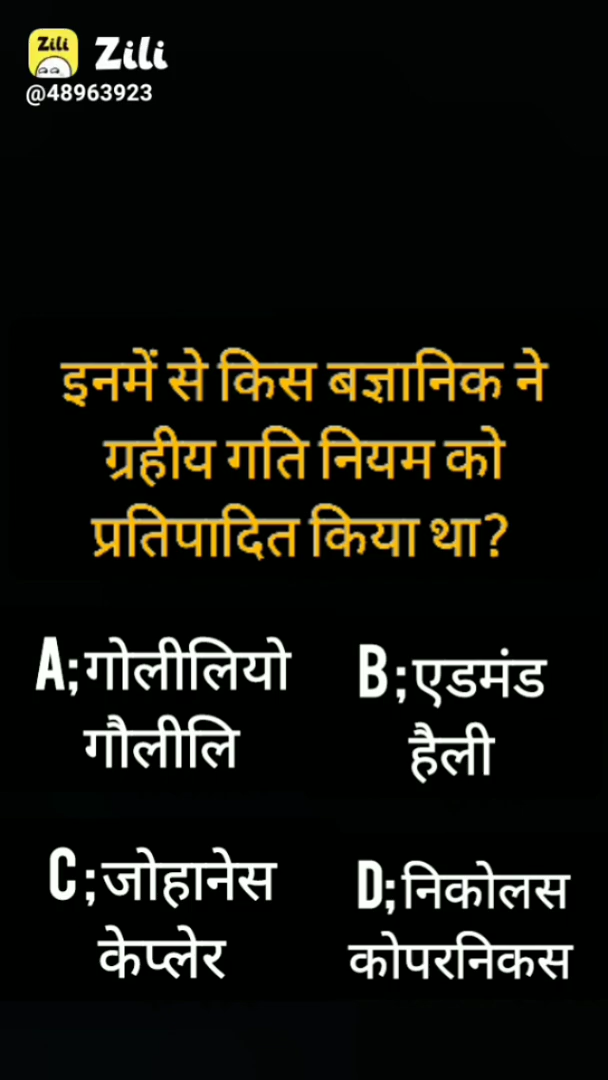 Zili
Zili
@48963923
इनमें से किस बज्ञानिक ने
ग्रहीय गति नियम को
प्रतिपादित किया था?
A;गोलीलियो
गौलीलि
B;एडमंड
हैली
C;जोहानेस
केप्लेर
D;निकोलस
कोपरनिकस